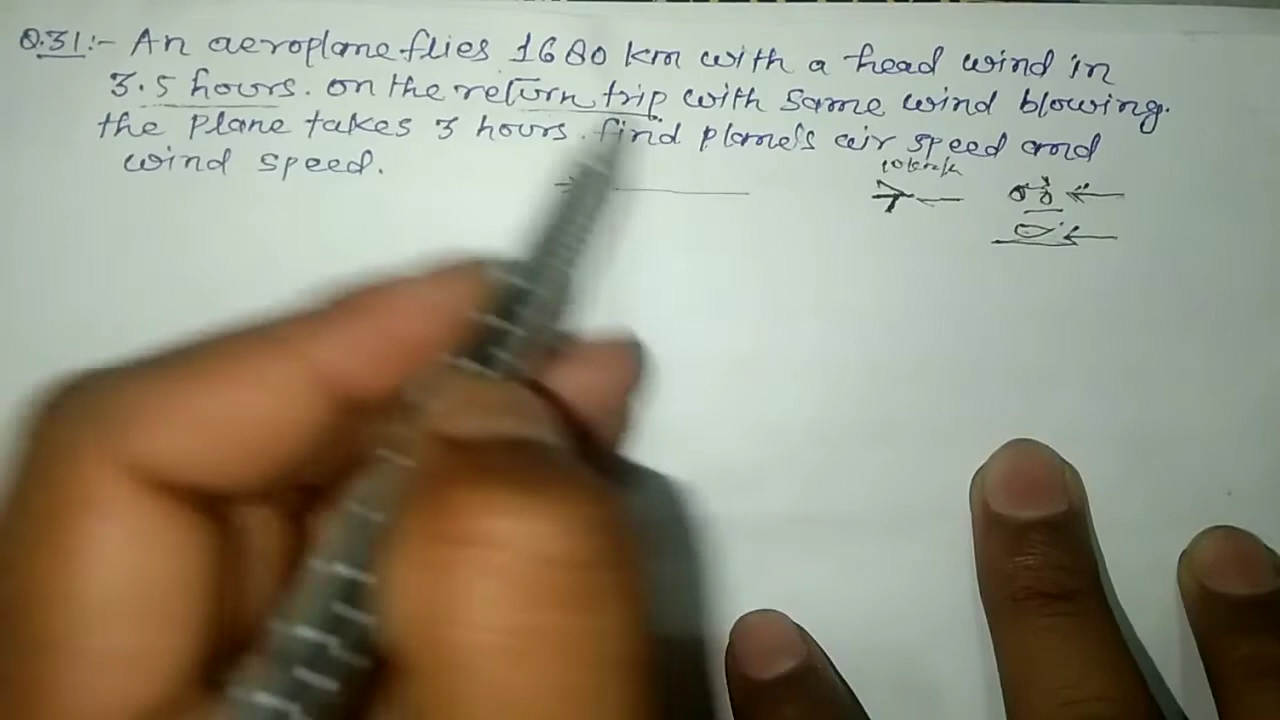 Q.31:- An aeroplane flies 1680 km with a head wind in
3.5 hours. on the return trip with same wind blowing.
the plane takes 3 hours. find plane's air speed and
wind speed.
10km/h